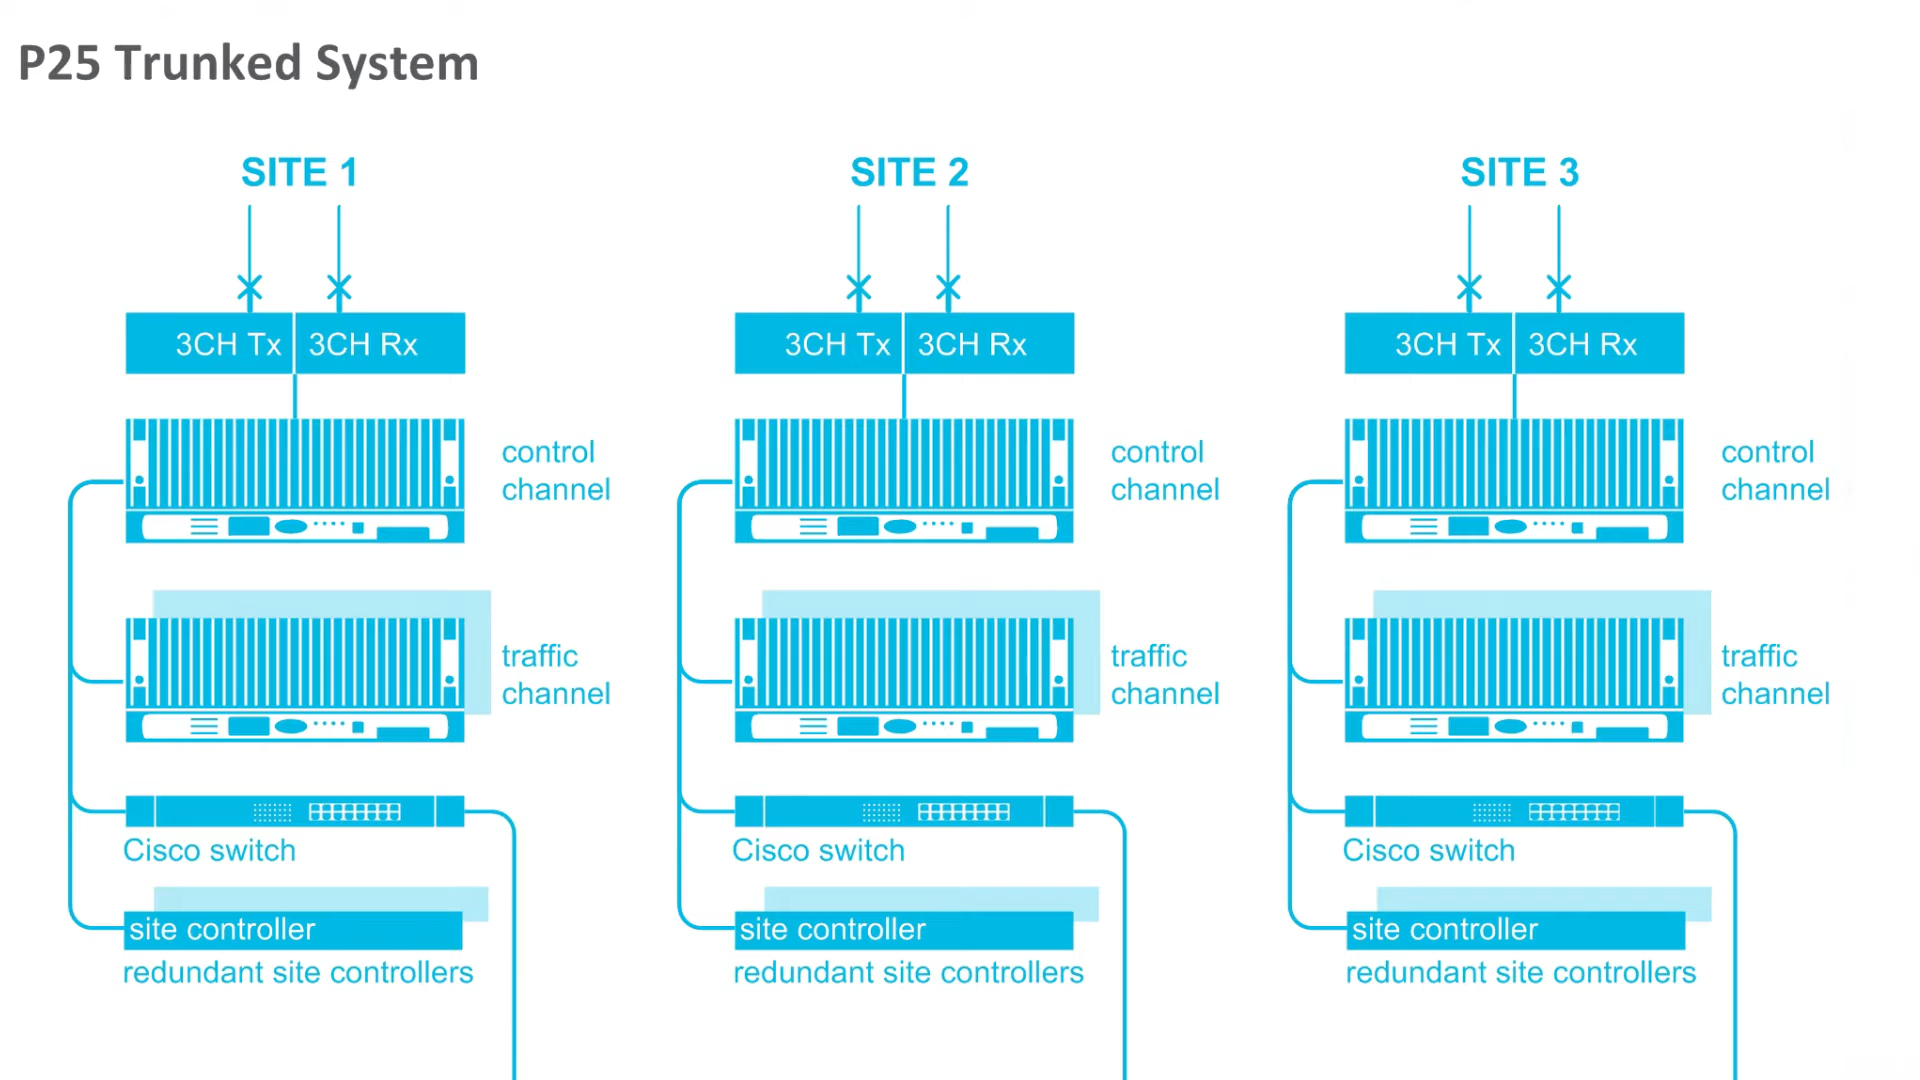 P25 Trunked System
SITE 1
3CH Tx
3CH Rx
control
channel
traffic
channel
Cisco switch
site controller
redundant site controllers
SITE 2
3CH Tx
3CH Rx
control
channel
traffic
channel
Cisco switch
site controller
redundant site controllers
SITE 3
3CH Tx
3CH Rx
control
channel
traffic
channel
Cisco switch
site controller
redundant site controllers